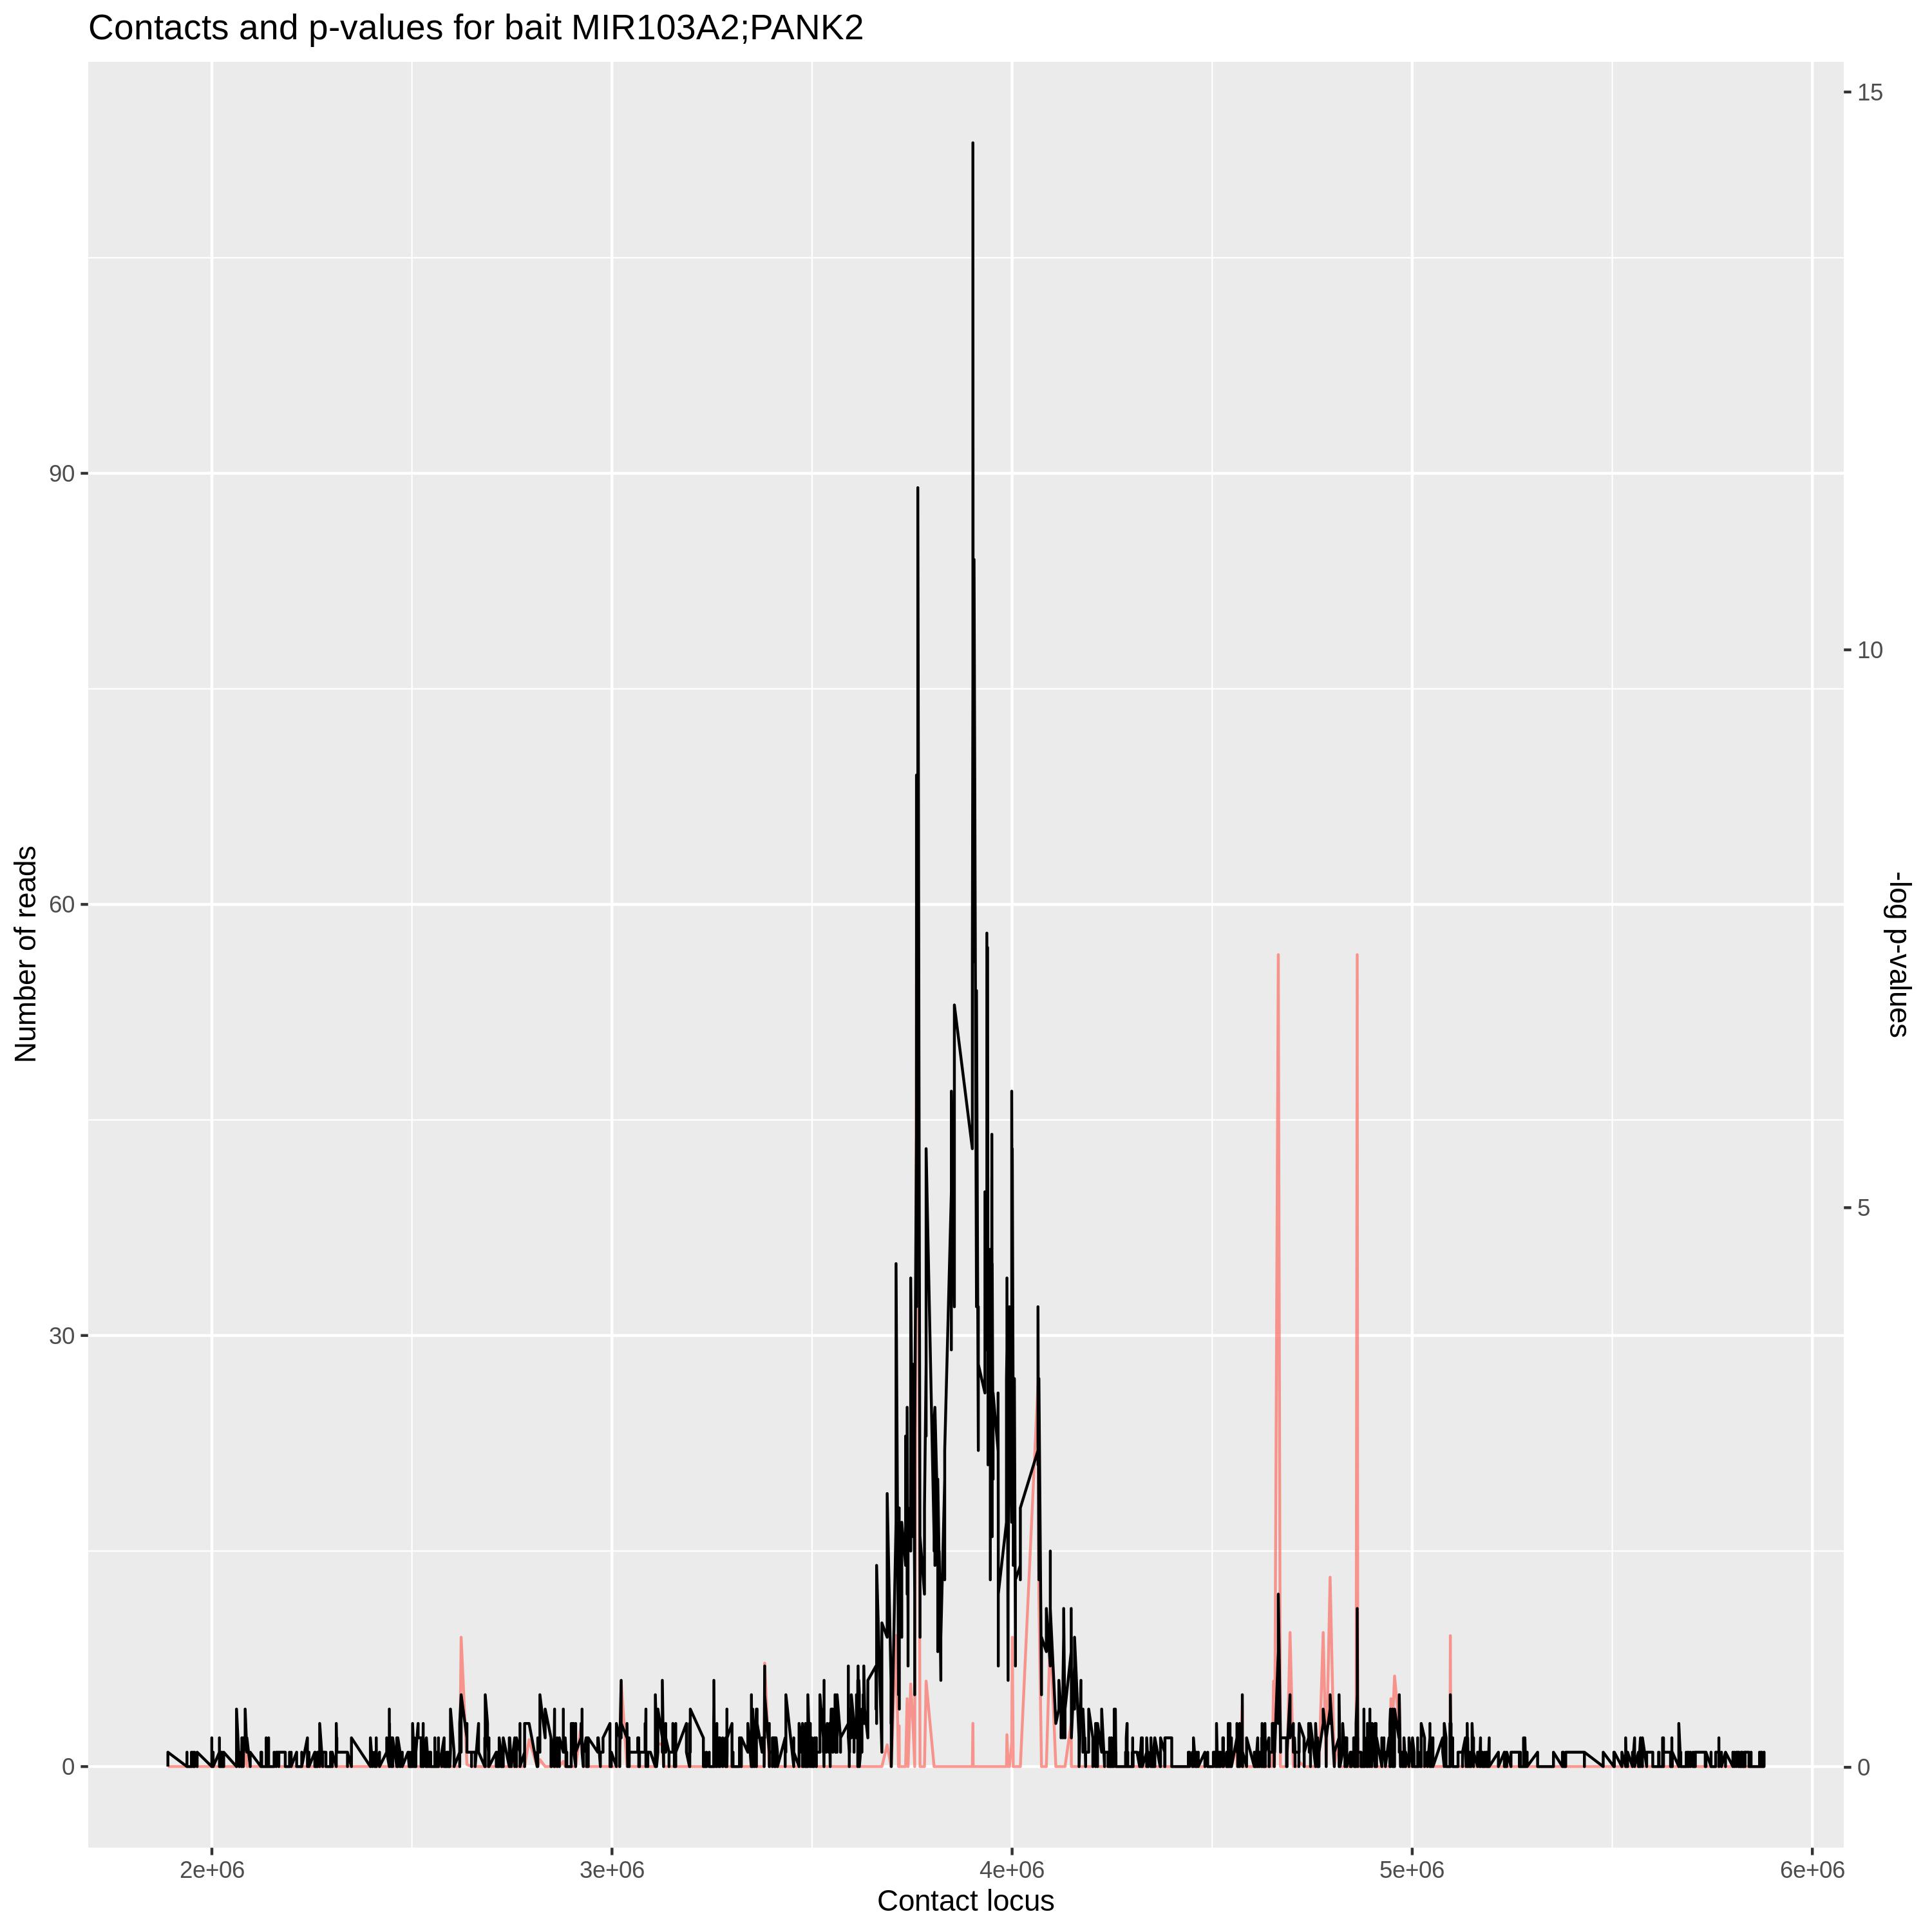 Contacts and p-values for bait MIR103A2;PANK2
Number of reads
90
60
30
0
15
10
5
0
-log p-values
2e+06
3e+06
4e+06
5e+06
6e+06
Contact locus